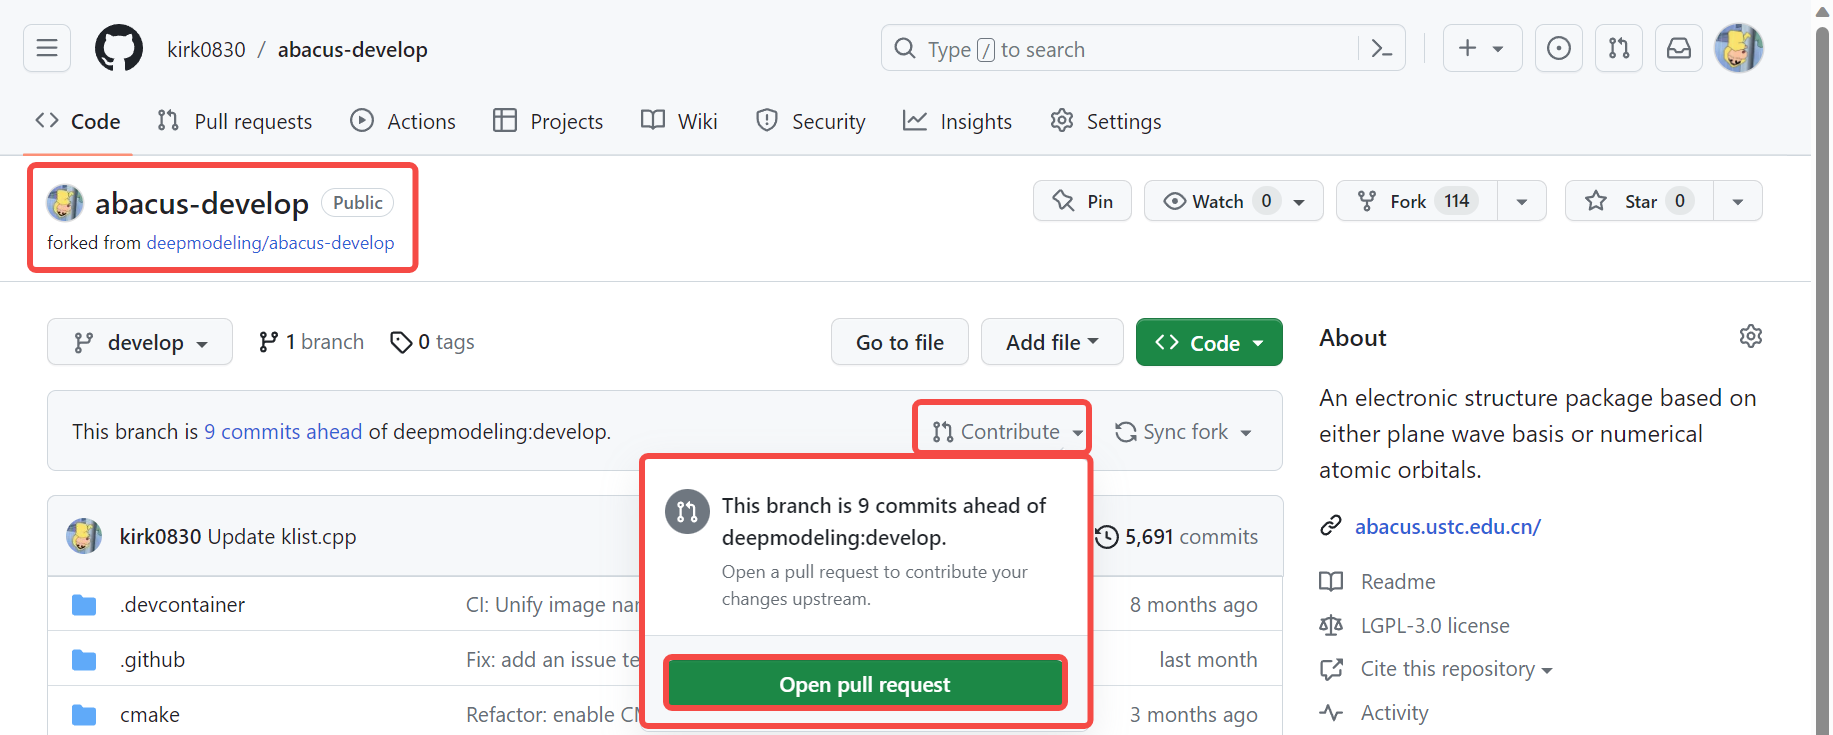 kirk0830 / abacus-develop
Type / to search
Code
Pull requests
Actions
Projects
Wiki
Security
Insights
Settings
abacus-develop Public
forked from deepmodeling/abacus-develop
Pin
Watch 0
Fork 114
Star 0
develop
1 branch
0 tags
Go to file
Add file
Code
This branch is 9 commits ahead of deepmodeling:develop.
Contribute
Sync fork
This branch is 9 commits ahead of
deepmodeling:develop.
Open a pull request to contribute your
changes upstream.
Open pull request
kirk0830 Update klist.cpp
5,691 commits
.devcontainer
CI: Unify image
8 months ago
.github
Fix: add an issue
last month
cmake
Refactor: enable
3 months ago
About
An electronic structure package based on
either plane wave basis or numerical
atomic orbitals.
abacus.ustc.edu.cn/
Readme
LGPL-3.0 license
Cite this repository
Activity